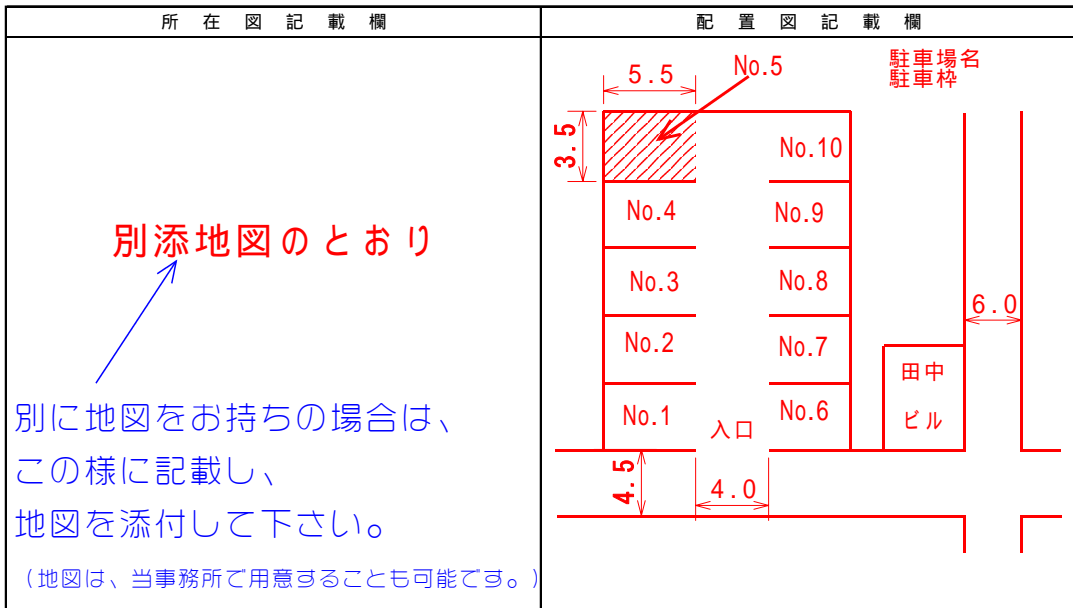 所在図記載欄
別添地図のとおり
別に地図をお持ちの場合は、
この様に記載し、
地図を添付して下さい。
(地図は、当事務所で用意することも可能です。)
配置図記載欄
駐車場名
駐車枠
5.5
No.5
3.5
No.10
No.4
No.9
No.3
No.8
6.0
No.2
No.7
田中
ビル
No.1
No.6
入口
4.5
4.0